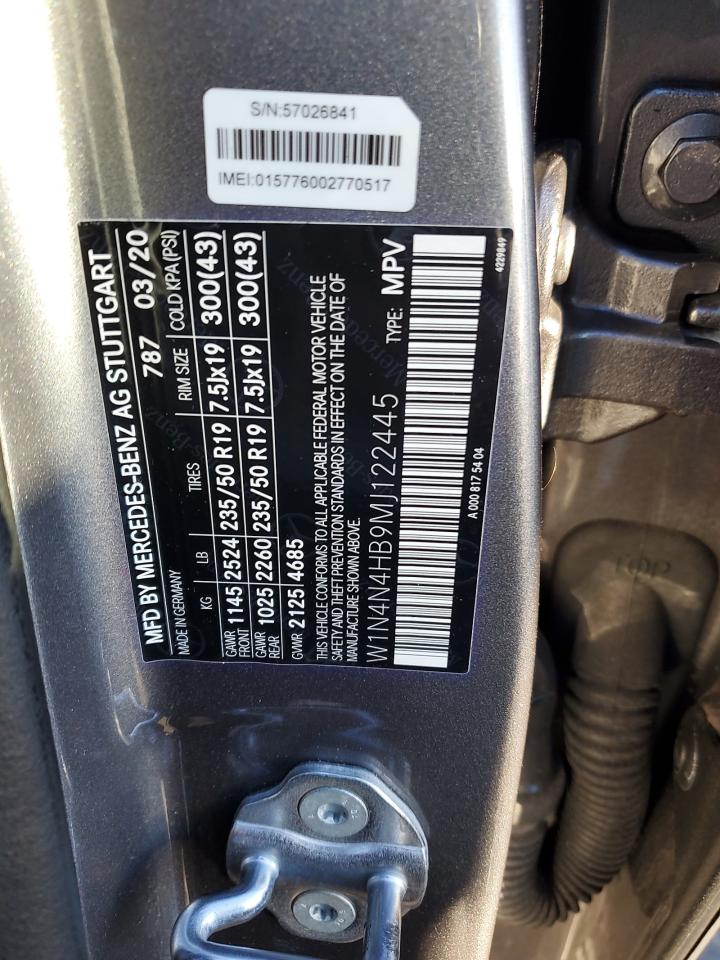 S/N:57026841
IMEI:015776002770517
MFD BY MERCEDES-BENZ AG STUTTGART
MADE IN GERMANY 787 03/20
KG LB TIRES RIM SIZE COLD KPA(PSI)
GAWR FRONT 1145 2524 235/50 R19 7.5Jx19 300(43)
GAWR REAR 1025 2260 235/50 R19 7.5Jx19 300(43)
GVWR 2125 4685
THIS VEHICLE CONFORMS TO ALL APPLICABLE FEDERAL MOTOR VEHICLE
SAFETY AND THEFT PREVENTION STANDARDS IN EFFECT ON THE DATE OF
MANUFACTURE SHOWN ABOVE.
W1N4N4HB9MJ122445 TYPE: MPV
A 000 817 54 04 4229849